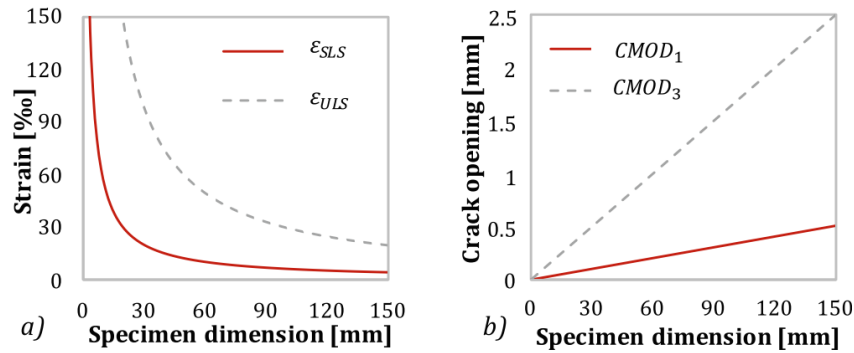 150
120
90
60
30
0
Strain [‰]
ε_SLS
ε_ULS
0 30 60 90 120 150
a) Specimen dimension [mm]
2.5
2
1.5
1
0.5
0
Crack opening [mm]
CMOD₁
CMOD₃
0 30 60 90 120 150
b) Specimen dimension [mm]